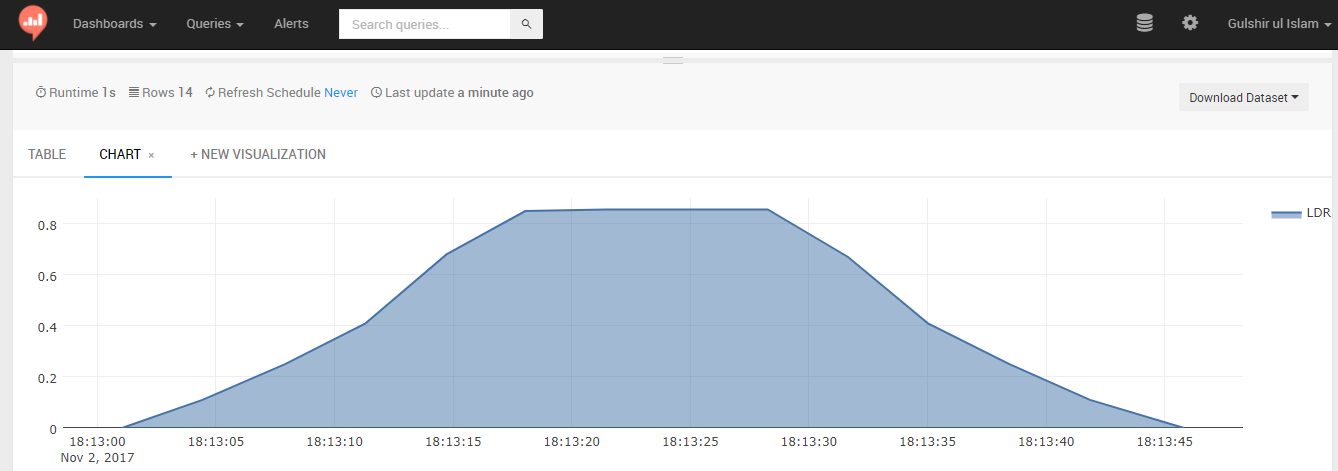 Dashboards Queries Alerts Search queries... Gulshir ul Islam
Runtime 1s Rows 14 Refresh Schedule Never Last update a minute ago
Download Dataset
TABLE CHART × + NEW VISUALIZATION
LDR
0.8
0.6
0.4
0.2
0
18:13:00 18:13:05 18:13:10 18:13:15 18:13:20 18:13:25 18:13:30 18:13:35 18:13:40 18:13:45
Nov 2, 2017